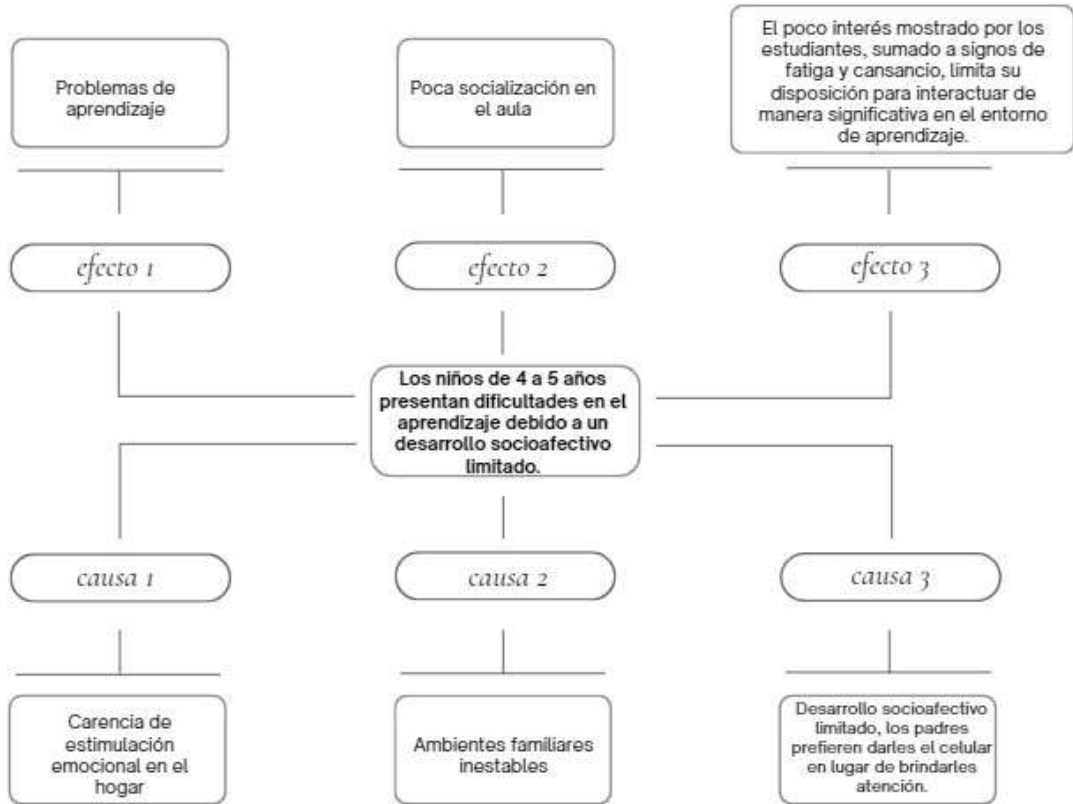 Problemas de
aprendizaje
Poca socialización en
el aula
El poco interés mostrado por los
estudiantes, sumado a signos de
fatiga y cansancio, limita su
disposición para interactuar de
manera significativa en el entorno
de aprendizaje.
efecto 1
efecto 2
efecto 3
Los niños de 4 a 5 años
presentan dificultades en el
aprendizaje debido a un
desarrollo socioafectivo
limitado.
causa 1
causa 2
causa 3
Carencia de
estimulación
emocional en el
hogar
Ambientes familiares
inestables
Desarrollo socioafectivo
limitado, los padres
prefieren darles el celular
en lugar de brindarles
atención.